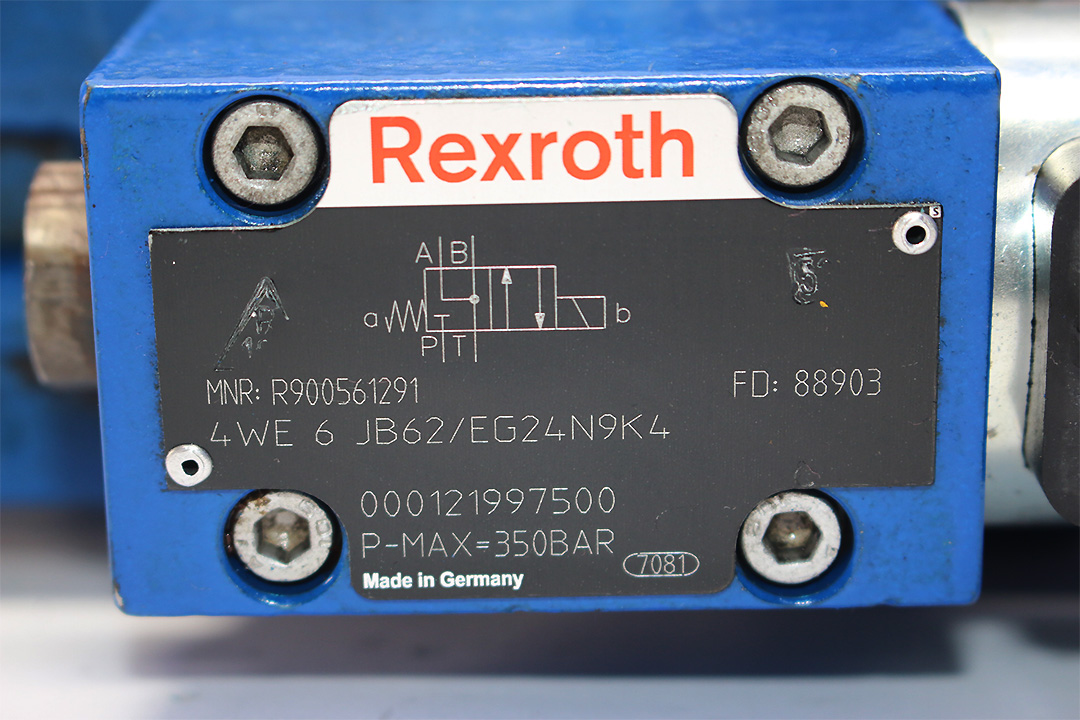 Rexroth
S
A B
a b
P T
MNR: R900561291
FD: 88903
4WE 6 JB62/EG24N9K4
000121997500
P-MAX=350BAR
7081
Made in Germany